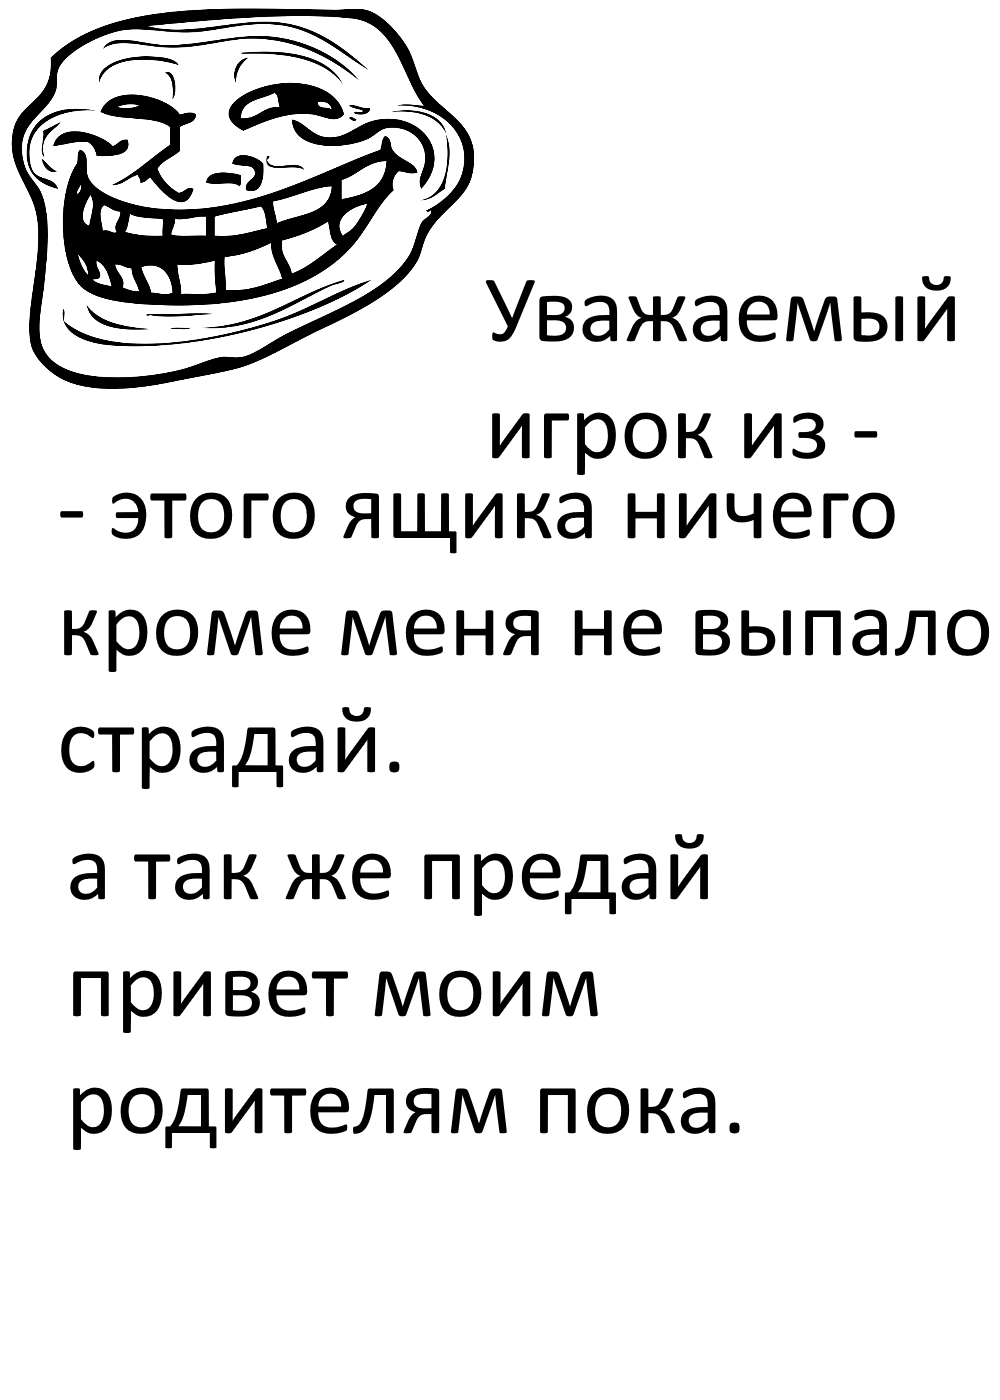 Уважаемый
игрок из -
- этого ящика ничего
кроме меня не выпало
страдай.
а так же предай
привет моим
родителям пока.